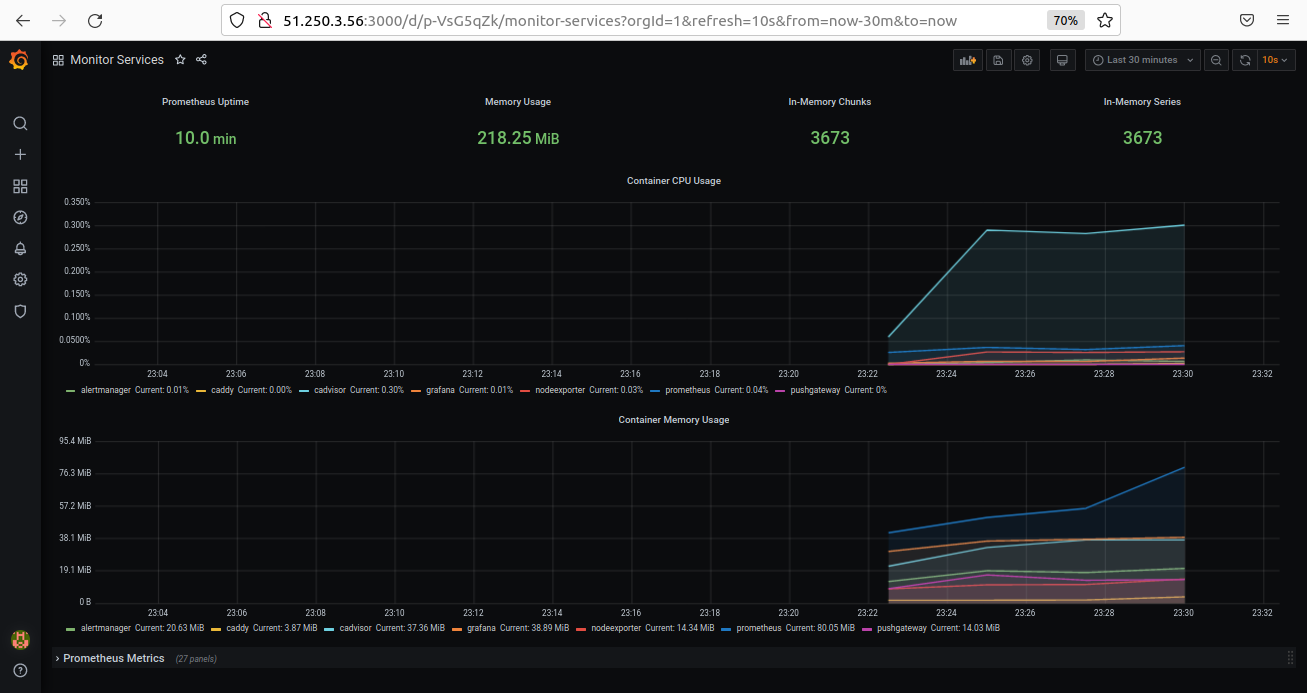 51.250.3.56:3000/d/p-VsG5qZk/monitor-services?orgId=1&refresh=10s&from=now-30m&to=now 70%
Monitor Services Last 30 minutes 10s
Prometheus Uptime Memory Usage In-Memory Chunks In-Memory Series
10.0 min 218.25 MiB 3673 3673
Container CPU Usage
0.350%
0.300%
0.250%
0.200%
0.150%
0.100%
0.0500%
0%
23:04 23:06 23:08 23:10 23:12 23:14 23:16 23:18 23:20 23:22 23:24 23:26 23:28 23:30 23:32
alertmanager Current: 0.01% caddy Current: 0.00% cadvisor Current: 0.30% grafana Current: 0.01% nodeexporter Current: 0.03% prometheus Current: 0.04% pushgateway Current: 0%
Container Memory Usage
95.4 MiB
76.3 MiB
57.2 MiB
38.1 MiB
19.1 MiB
0 B
23:04 23:06 23:08 23:10 23:12 23:14 23:16 23:18 23:20 23:22 23:24 23:26 23:28 23:30 23:32
alertmanager Current: 20.63 MiB caddy Current: 3.87 MiB cadvisor Current: 37.36 MiB grafana Current: 38.89 MiB nodeexporter Current: 14.34 MiB prometheus Current: 80.05 MiB pushgateway Current: 14.03 MiB
Prometheus Metrics (27 panels)